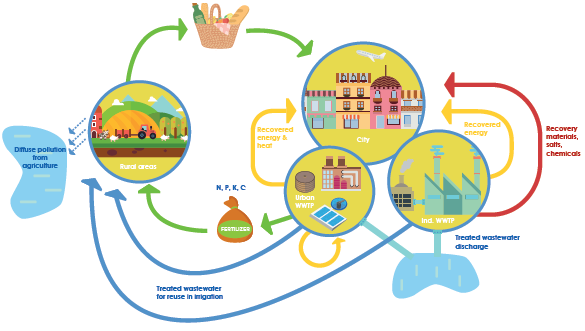 Diffuse pollution
from
agriculture
Rural areas
N, P, K, C
FERTILIZER
Recovered
energy &
heat
City
Recovered
energy
Recovery
materials,
salts,
chemicals
Urban
WWTP
Ind. WWTP
Treated wastewater
discharge
Treated wastewater
for reuse in irrigation